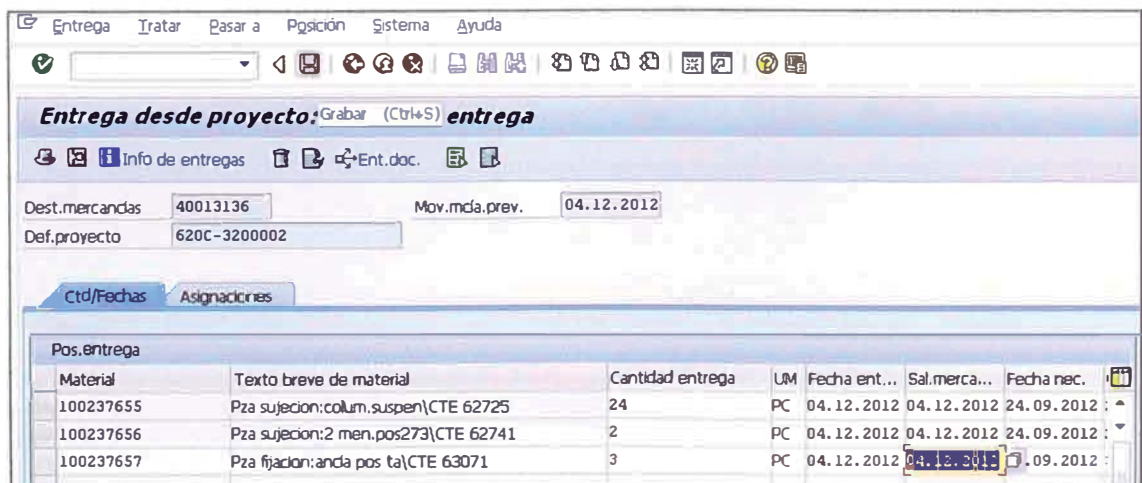 Entrega Tratar Pasar a Posición Sistema Ayuda
Entrega desde proyecto: Grabar (Ctrl+S) entrega
Info de entregas Ent.doc.
Dest.mercancías 40013136 Mov.mcía.prev. 04.12.2012
Def.proyecto 620C-3200002
Ctd/Fechas Asignaciones
Pos.entrega
Material Texto breve de material Cantidad entrega UM Fecha ent... Sal.merca... Fecha nec.
100237655 Pza sujecion:colum.suspen\CTE 62725 24 PC 04.12.2012 04.12.2012 24.09.2012
100237656 Pza sujecion:2 men.pos273\CTE 62741 2 PC 04.12.2012 04.12.2012 24.09.2012
100237657 Pza fijacion:ancla pos ta\CTE 63071 3 PC 04.12.2012 04.12.2012 .09.2012